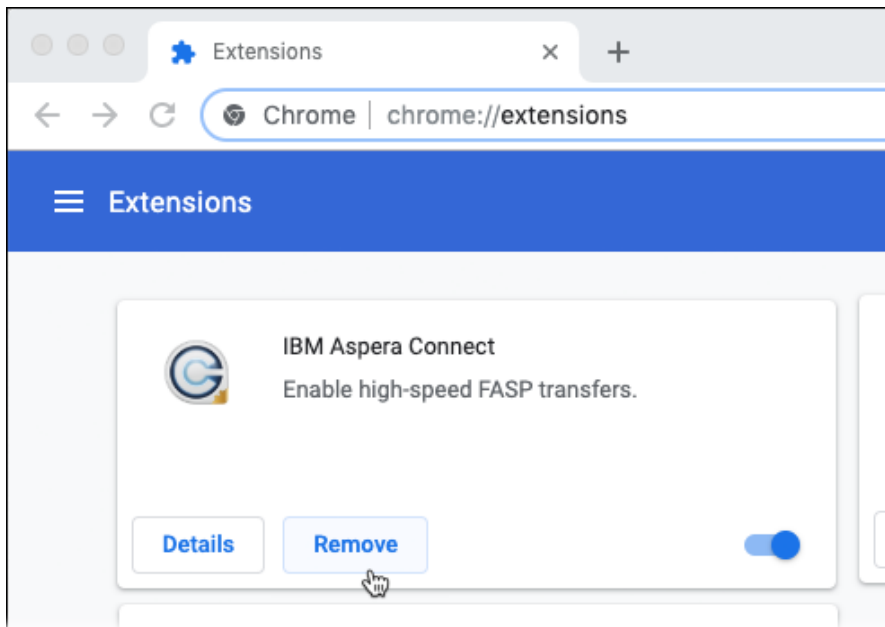 Extensions
Chrome | chrome://extensions
Extensions
IBM Aspera Connect
Enable high-speed FASP transfers.
Details Remove